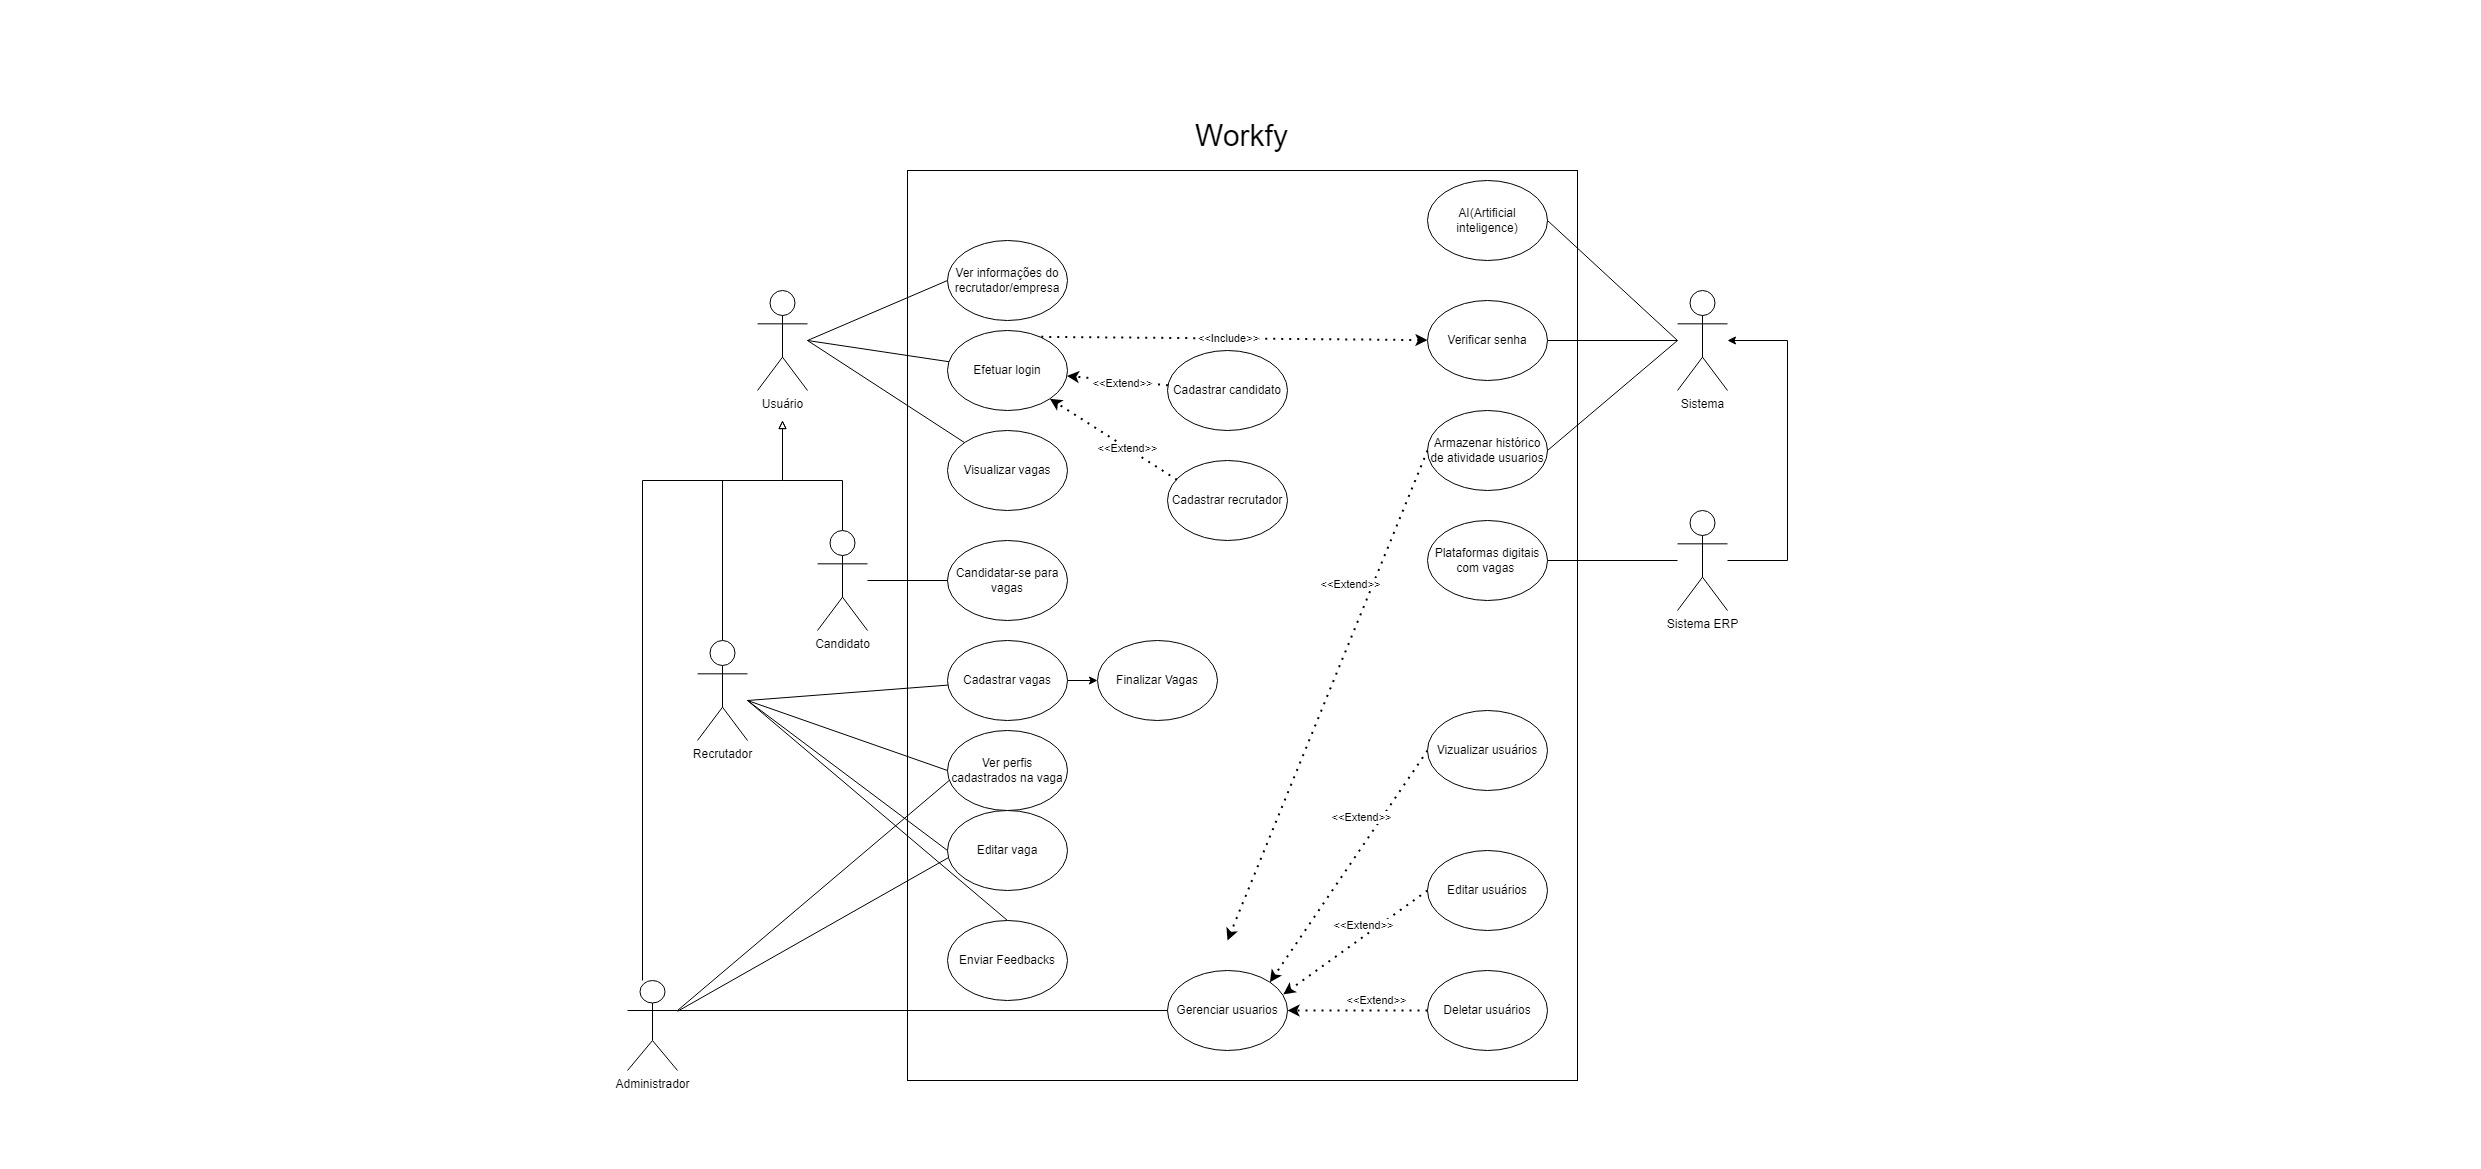 Workfy
AI(Artificial
inteligence)
Ver informações do
recrutador/empresa
<<Include>>
Verificar senha
Efetuar login
<<Extend>>
Cadastrar candidato
Usuário
Sistema
<<Extend>>
Armazenar histórico
de atividade usuarios
Visualizar vagas
Cadastrar recrutador
Plataformas digitais
com vagas
Candidatar-se para
vagas
<<Extend>>
Sistema ERP
Candidato
Cadastrar vagas
Finalizar Vagas
Recrutador
Vizualizar usuários
Ver perfis
cadastrados na vaga
<<Extend>>
Editar vaga
Editar usuários
<<Extend>>
Enviar Feedbacks
<<Extend>>
Gerenciar usuarios
Deletar usuários
Administrador